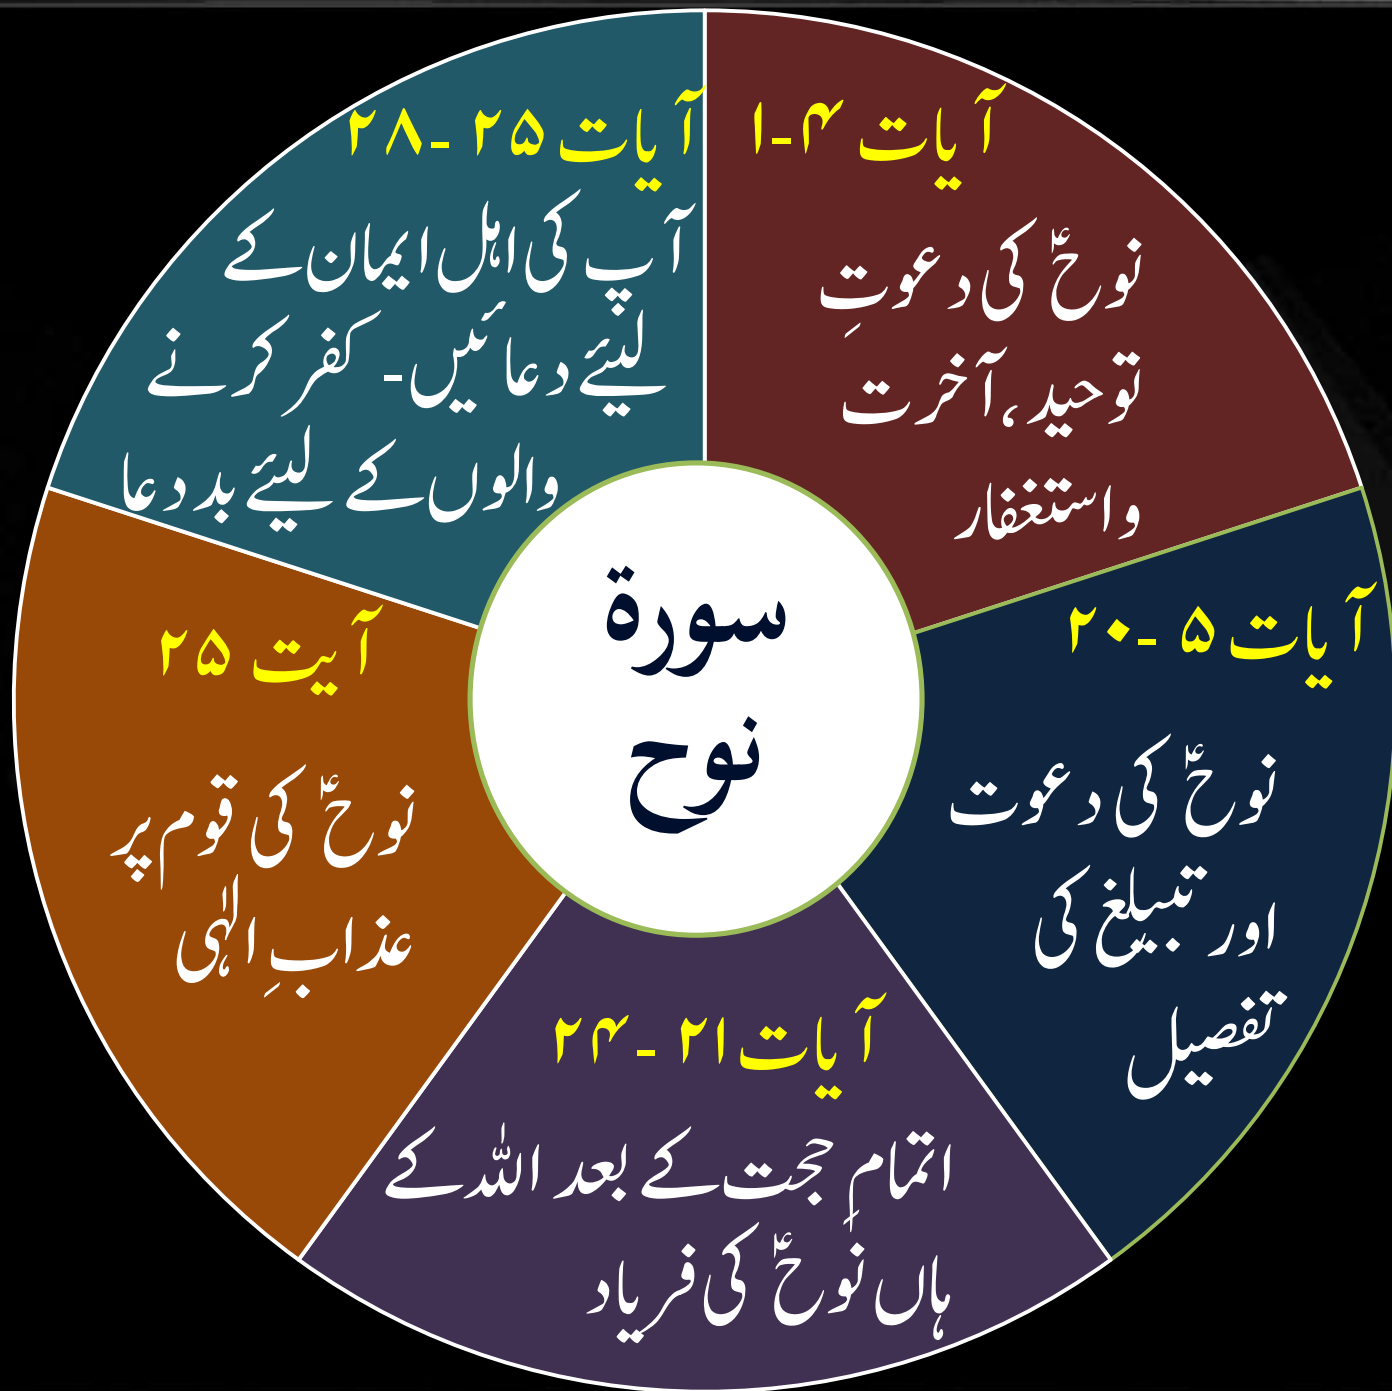 سورة
نوح
آیات ۴-۱
نوحؑ کی دعوتِ
توحید،آخرت
واستغفار
آیات ۵ -۲۰
نوحؑ کی دعوت
اور تبیلغ کی
تفصیل
آیات ۲۱ -۲۴
اتمامِ حجت کے بعد اللہ کے
ہاں نوحؑ کی فریاد
آیت ۲۵
نوحؑ کی قوم پر
عذابِ الٰہی
آیات ۲۵ -۲۸
آپ کی اہل ایمان کے
لیئے دعائیں- کفر کرنے
والوں کے لیئے بددعا